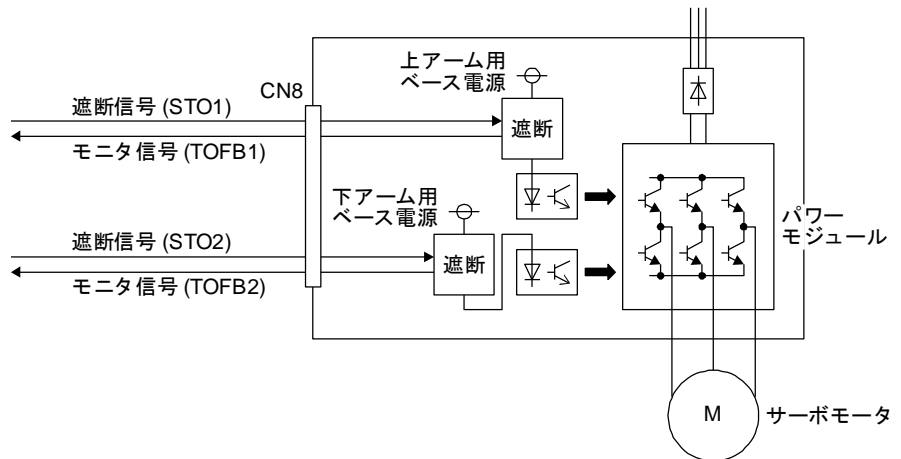 上アーム用
ベース電源
CN8
遮断信号 (STO1)
遮断
モニタ信号 (TOFB1)
下アーム用
ベース電源
パワー
モジュール
遮断信号 (STO2)
遮断
モニタ信号 (TOFB2)
M
サーボモータ